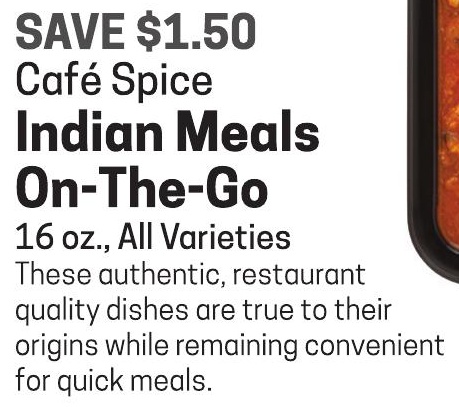 SAVE $1.50
Café Spice
Indian Meals
On-The-Go
16 oz., All Varieties
These authentic, restaurant
quality dishes are true to their
origins while remaining convenient
for quick meals.